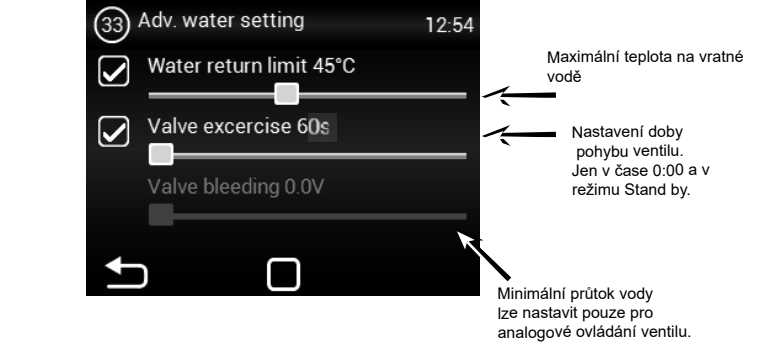 33 Adv. water setting 12:54
Water return limit 45°C
Valve excercise 60s
Valve bleeding 0.0V
Maximální teplota na vratné
vodě
Nastavení doby
pohybu ventilu.
Jen v čase 0:00 a v
režimu Stand by.
Minimální průtok vody
lze nastavit pouze pro
analogové ovládání ventilu.